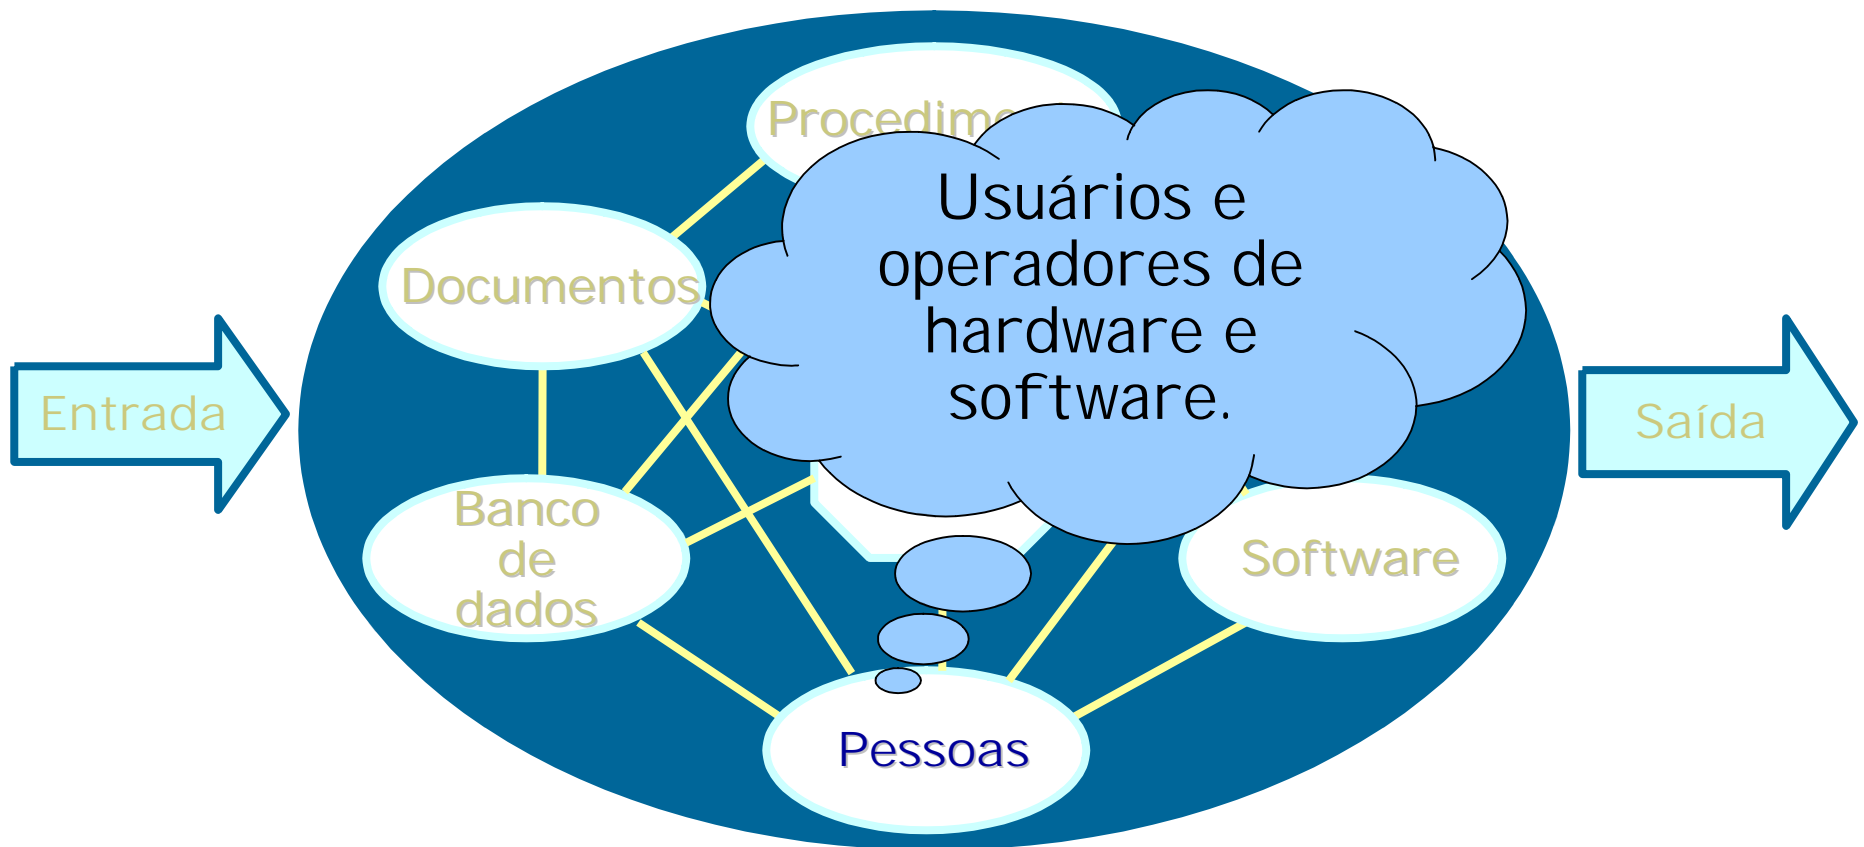 Procedime
Usuários e
operadores de
hardware e
software.
Documentos
Entrada
Saída
Banco
de
dados
Software
Pessoas